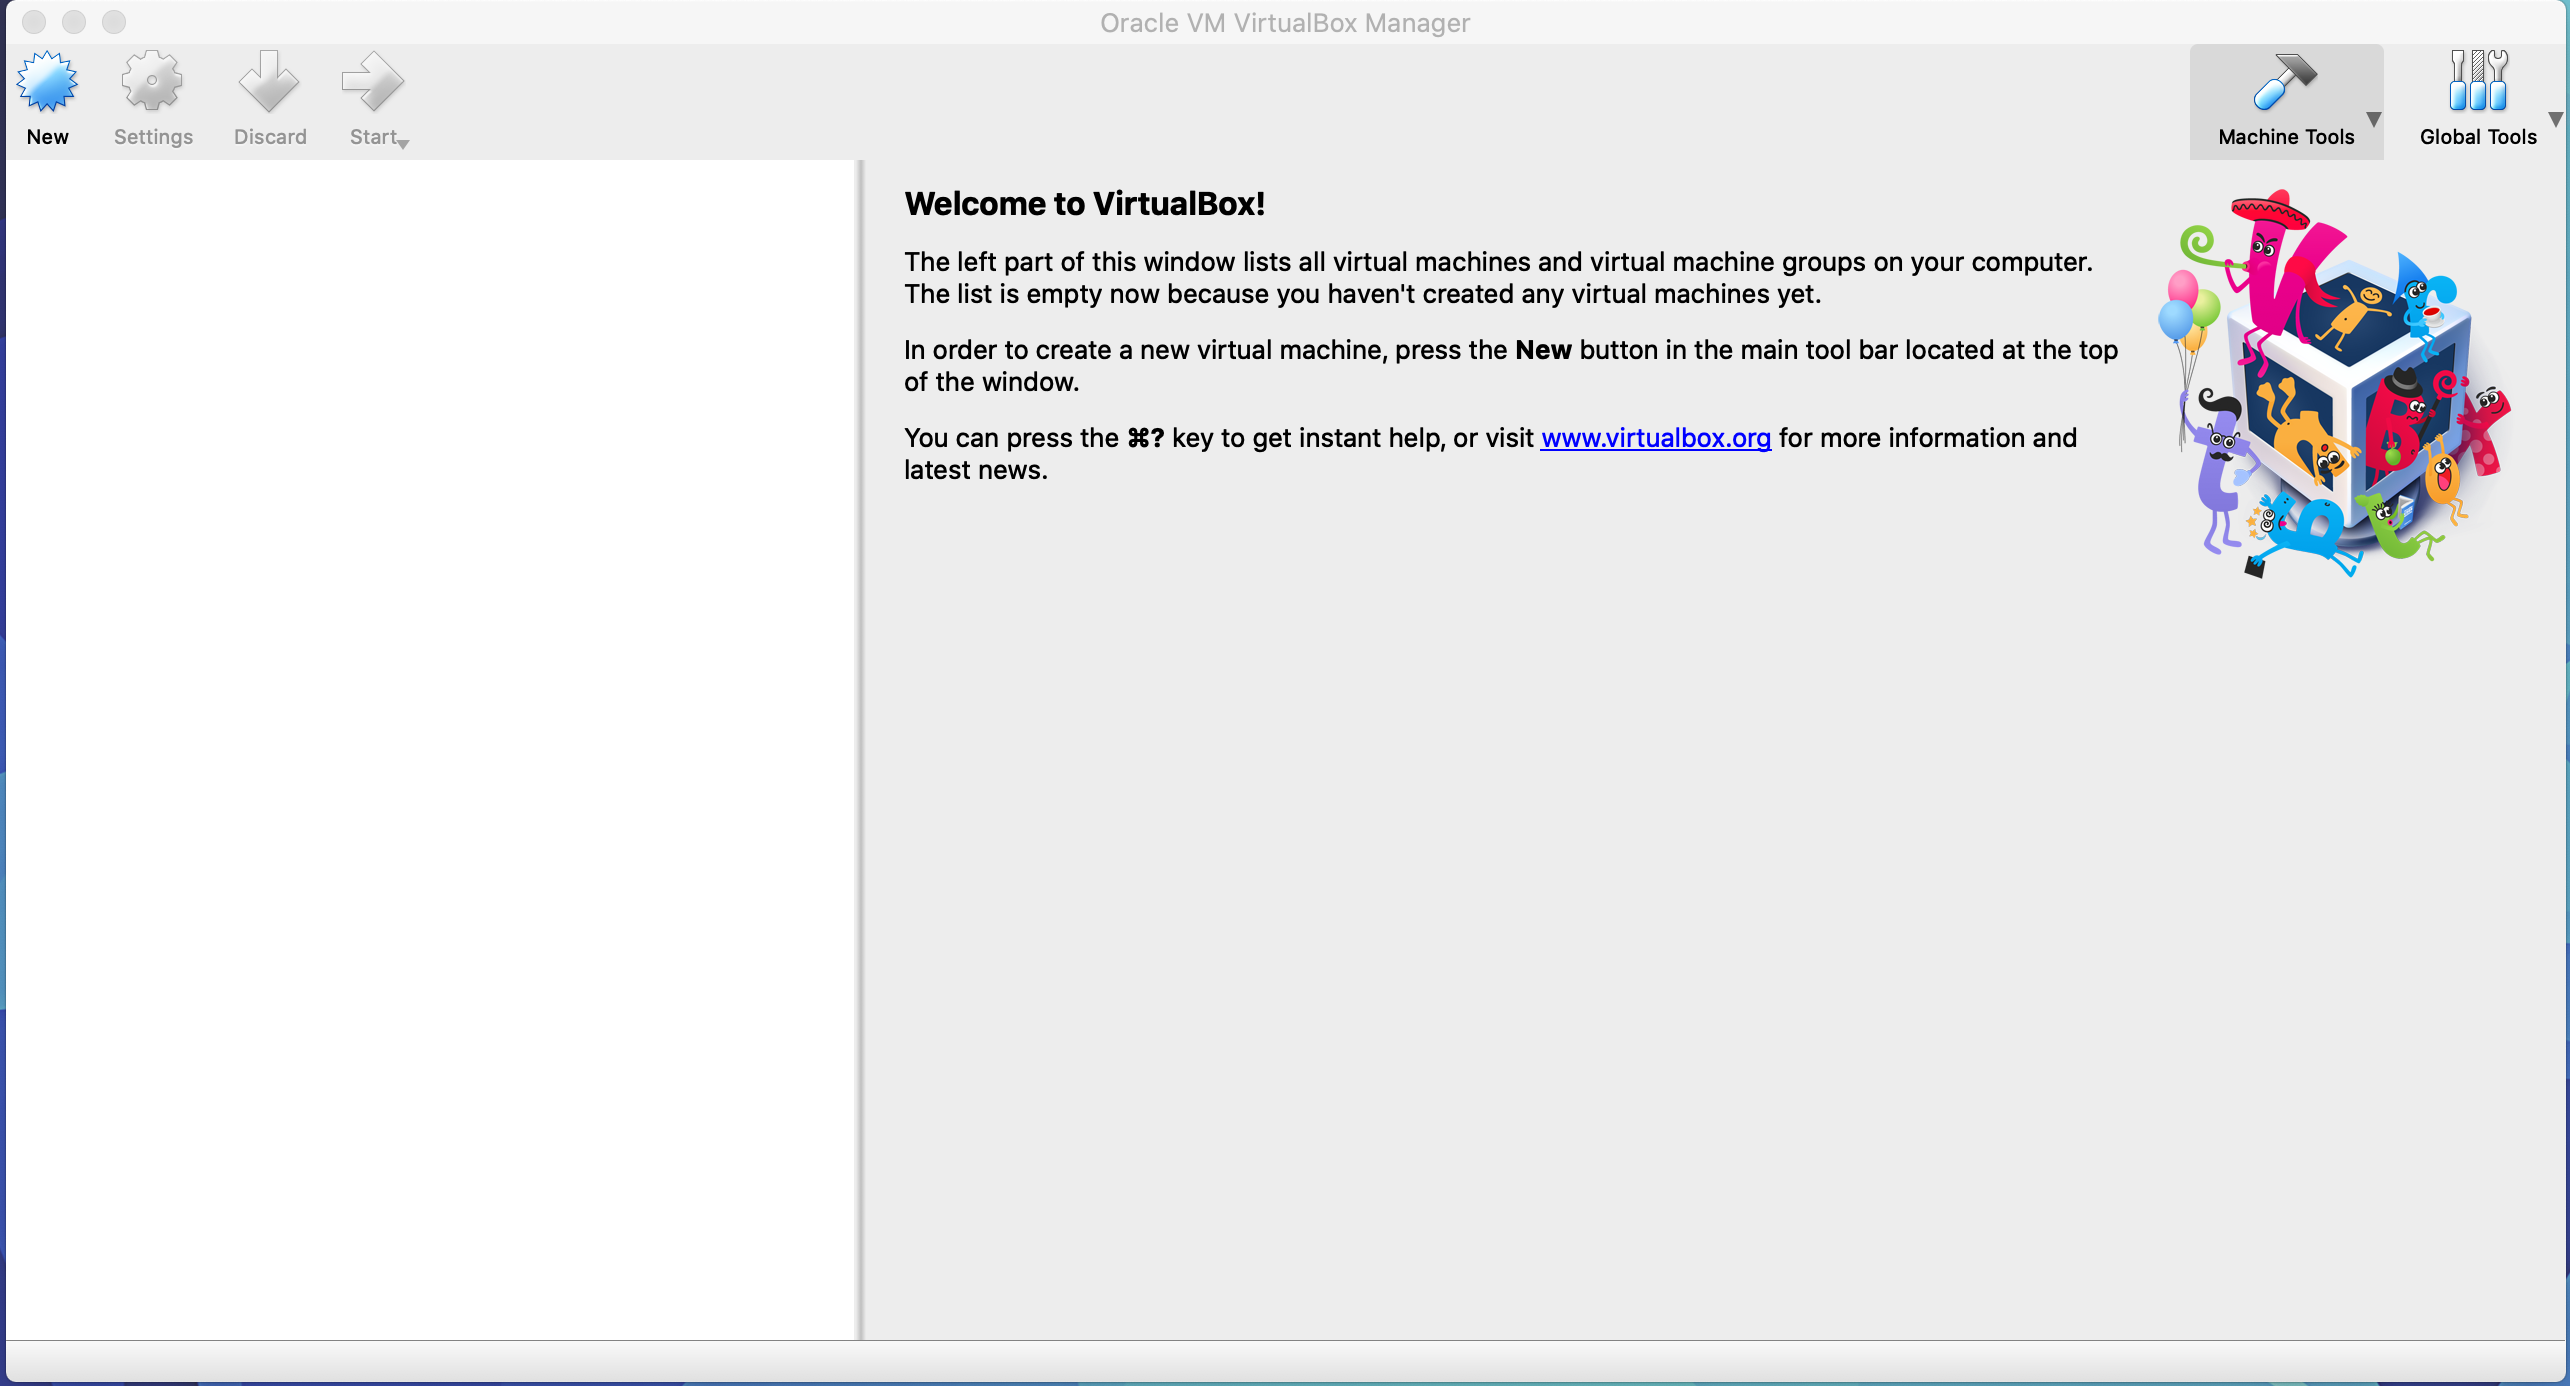 Oracle VM VirtualBox Manager
New
Settings
Discard
Start
Machine Tools
Global Tools
Welcome to VirtualBox!
The left part of this window lists all virtual machines and virtual machine groups on your computer.
The list is empty now because you haven't created any virtual machines yet.
In order to create a new virtual machine, press the New button in the main tool bar located at the top
of the window.
You can press the ⌘? key to get instant help, or visit www.virtualbox.org for more information and
latest news.